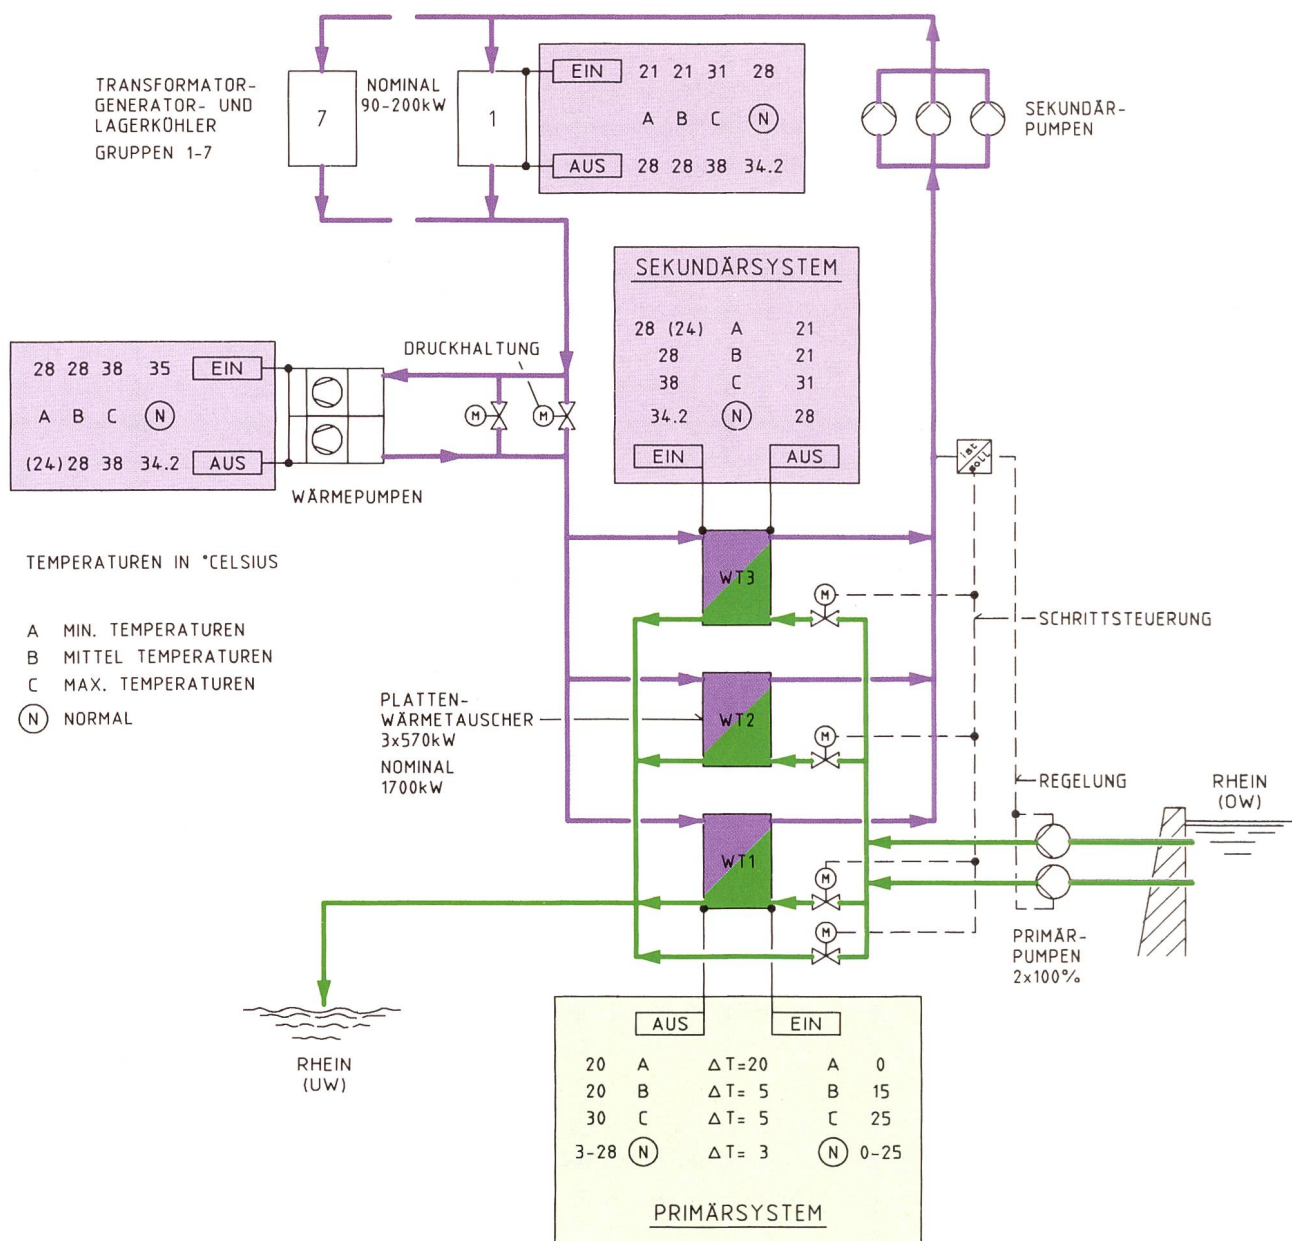 TRANSFORMATOR-
GENERATOR- UND
LAGERKÖHLER
GRUPPEN 1-7
7
NOMINAL
90-200kW
1
EIN 21 21 31 28
A B C N
AUS 28 28 38 34.2
SEKUNDÄR-
PUMPEN
SEKUNDÄRSYSTEM
28 (24) A 21
28 B 21
38 C 31
34.2 N 28
EIN AUS
28 28 38 35 EIN
A B C N
(24) 28 38 34.2 AUS
DRUCKHALTUNG
M
M
WÄRMEPUMPEN
ist
soll
TEMPERATUREN IN °CELSIUS
A MIN. TEMPERATUREN
B MITTEL TEMPERATUREN
C MAX. TEMPERATUREN
N NORMAL
WT3
M
SCHRITTSTEUERUNG
PLATTEN-
WÄRMETAUSCHER
3x570kW
NOMINAL
1700kW
WT2
M
REGELUNG
RHEIN
(OW)
WT1
M
M
PRIMÄR-
PUMPEN
2x100%
RHEIN
(UW)
AUS EIN
20 A ΔT=20 A 0
20 B ΔT= 5 B 15
30 C ΔT= 5 C 25
3-28 N ΔT= 3 N 0-25
PRIMÄRSYSTEM